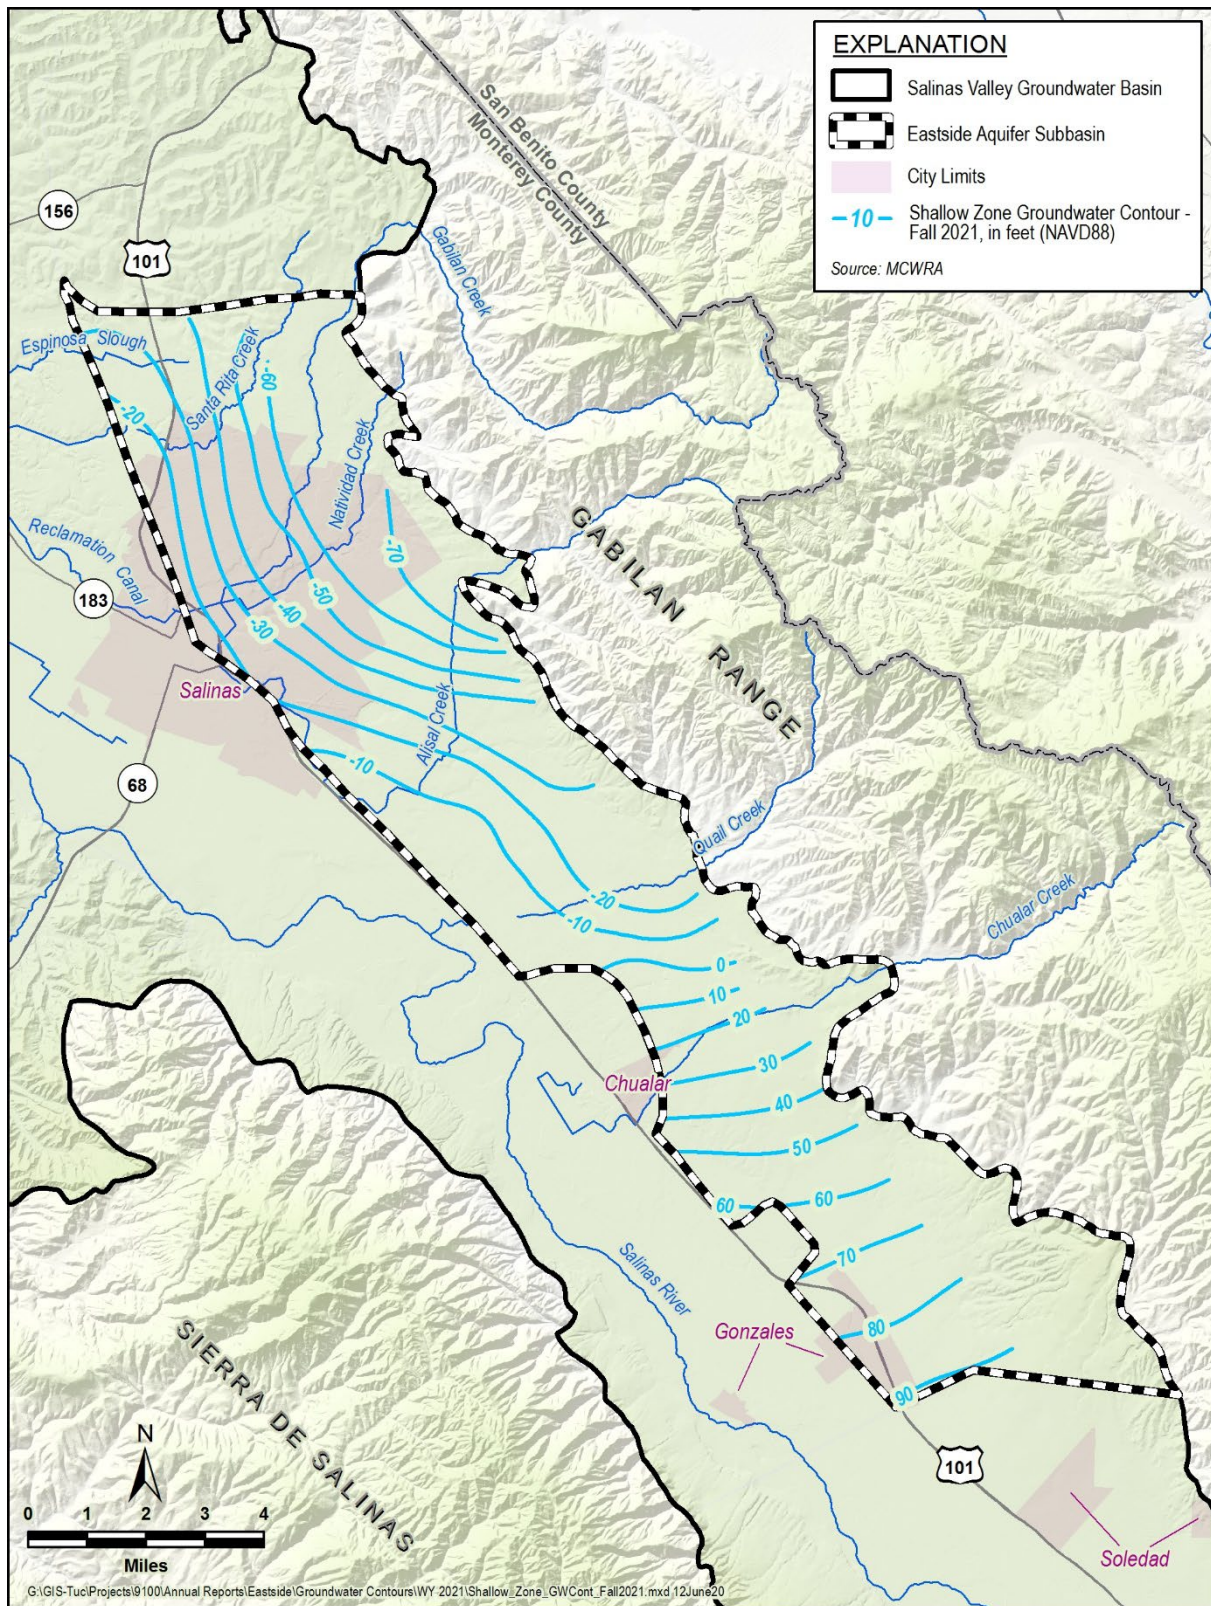 EXPLANATION
Salinas Valley Groundwater Basin
Eastside Aquifer Subbasin
City Limits
-10 Shallow Zone Groundwater Contour -
Fall 2021, in feet (NAVD88)
Source: MCWRA
San Benito County
Monterey County
156
101
Gabilan Creek
Espinosa Slough
Santa Rita Creek
-60
-20
Natividad Creek
Reclamation Canal
183
-70
-50
-40
-30
GABILAN RANGE
Salinas
Alisal Creek
-10
68
Quail Creek
Chualar Creek
-20
-10
0
10
20
30
Chualar
40
50
60
60
70
Salinas River
Gonzales
80
90
SIERRA DE SALINAS
101
N
0 1 2 3 4
Miles
Soledad
G:\GIS-Tuc\Projects\9100\Annual Reports\Eastside\Groundwater Contours\WY 2021\Shallow_Zone_GWCont_Fall2021.mxd 12June20